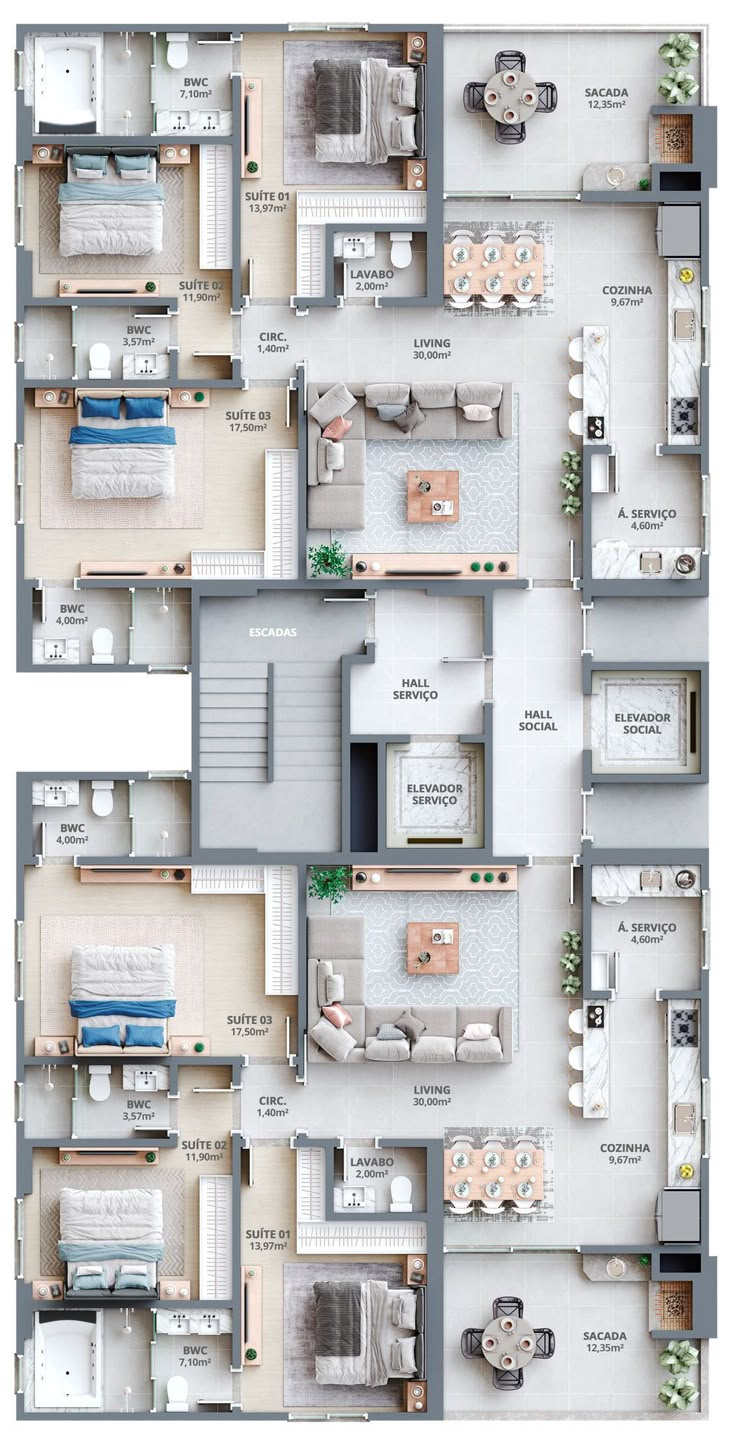 BWC
7,10m²
SACADA
12,35m²
SUÍTE 01
13,97m²
LAVABO
2,00m²
SUÍTE 02
11,90m²
COZINHA
9,67m²
BWC
3,57m²
CIRC.
1,40m²
LIVING
30,00m²
SUÍTE 03
17,50m²
Á. SERVIÇO
4,60m²
BWC
4,00m²
ESCADAS
HALL
SERVIÇO
HALL
SOCIAL
ELEVADOR
SOCIAL
ELEVADOR
SERVIÇO
BWC
4,00m²
Á. SERVIÇO
4,60m²
SUÍTE 03
17,50m²
BWC
3,57m²
CIRC.
1,40m²
LIVING
30,00m²
SUÍTE 02
11,90m²
COZINHA
9,67m²
LAVABO
2,00m²
SUÍTE 01
13,97m²
BWC
7,10m²
SACADA
12,35m²